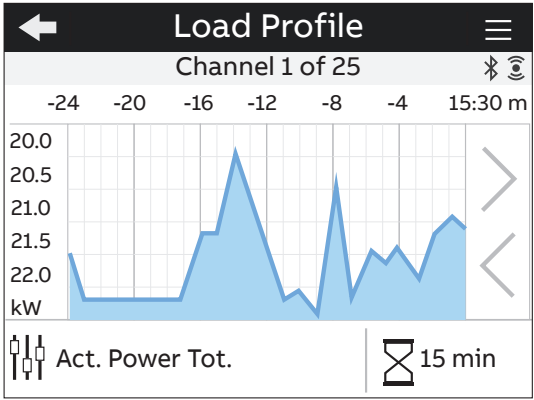 Load Profile
Channel 1 of 25
-24 -20 -16 -12 -8 -4 15:30 m
20.0
20.5
21.0
21.5
22.0
kW
Act. Power Tot.
15 min